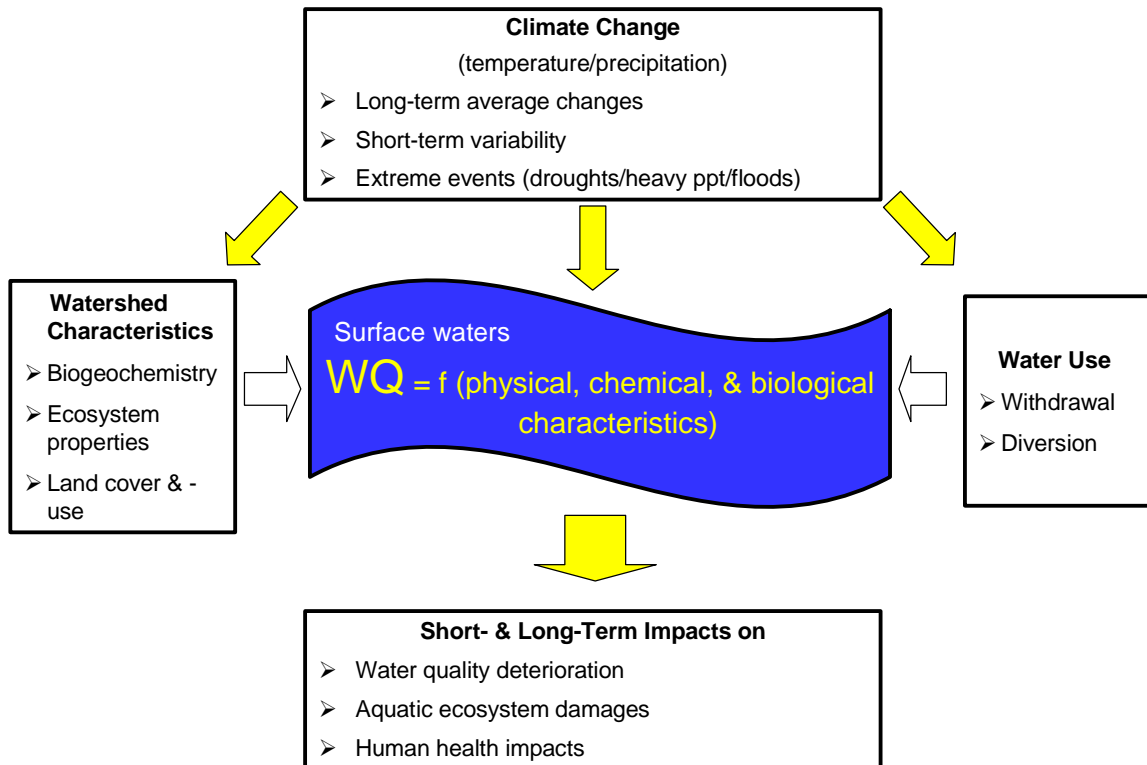 Climate Change
(temperature/precipitation)
➢ Long-term average changes
➢ Short-term variability
➢ Extreme events (droughts/heavy ppt/floods)
Watershed
Characteristics
➢ Biogeochemistry
➢ Ecosystem
properties
➢ Land cover & -
use
Surface waters
WQ = f (physical, chemical, & biological
characteristics)
Water Use
➢ Withdrawal
➢ Diversion
Short- & Long-Term Impacts on
➢ Water quality deterioration
➢ Aquatic ecosystem damages
➢ Human health impacts